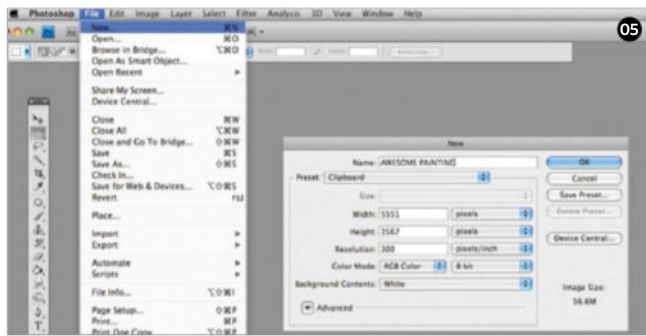 Photoshop File Edit Image Layer Select Filter Analysis 3D View Window Help
05
New... ⌘N
Open... ⌘O
Browse in Bridge... ⌥⌘O
Open As Smart Object...
Open Recent
Share My Screen...
Device Central...
Close ⌘W
Close All ⌥⌘W
Close and Go To Bridge... ⇧⌘W
Save ⌘S
Save As... ⇧⌘S
Check In...
Save for Web & Devices... ⌥⇧⌘S
Revert F12
Place...
Import
Export
Automate
Scripts
File Info... ⌥⇧⌘I
Page Setup... ⇧⌘P
Print... ⌘P
Print One Copy ⌥⇧⌘P
New
Name: AWESOME PAINTING
OK
Preset: Clipboard
Cancel
Size:
Save Preset...
Width: 5551 pixels
Delete Preset...
Height: 3567 pixels
Resolution: 300 pixels/inch
Device Central...
Color Mode: RGB Color 8 bit
Background Contents: White
Image Size:
56.6M
Advanced